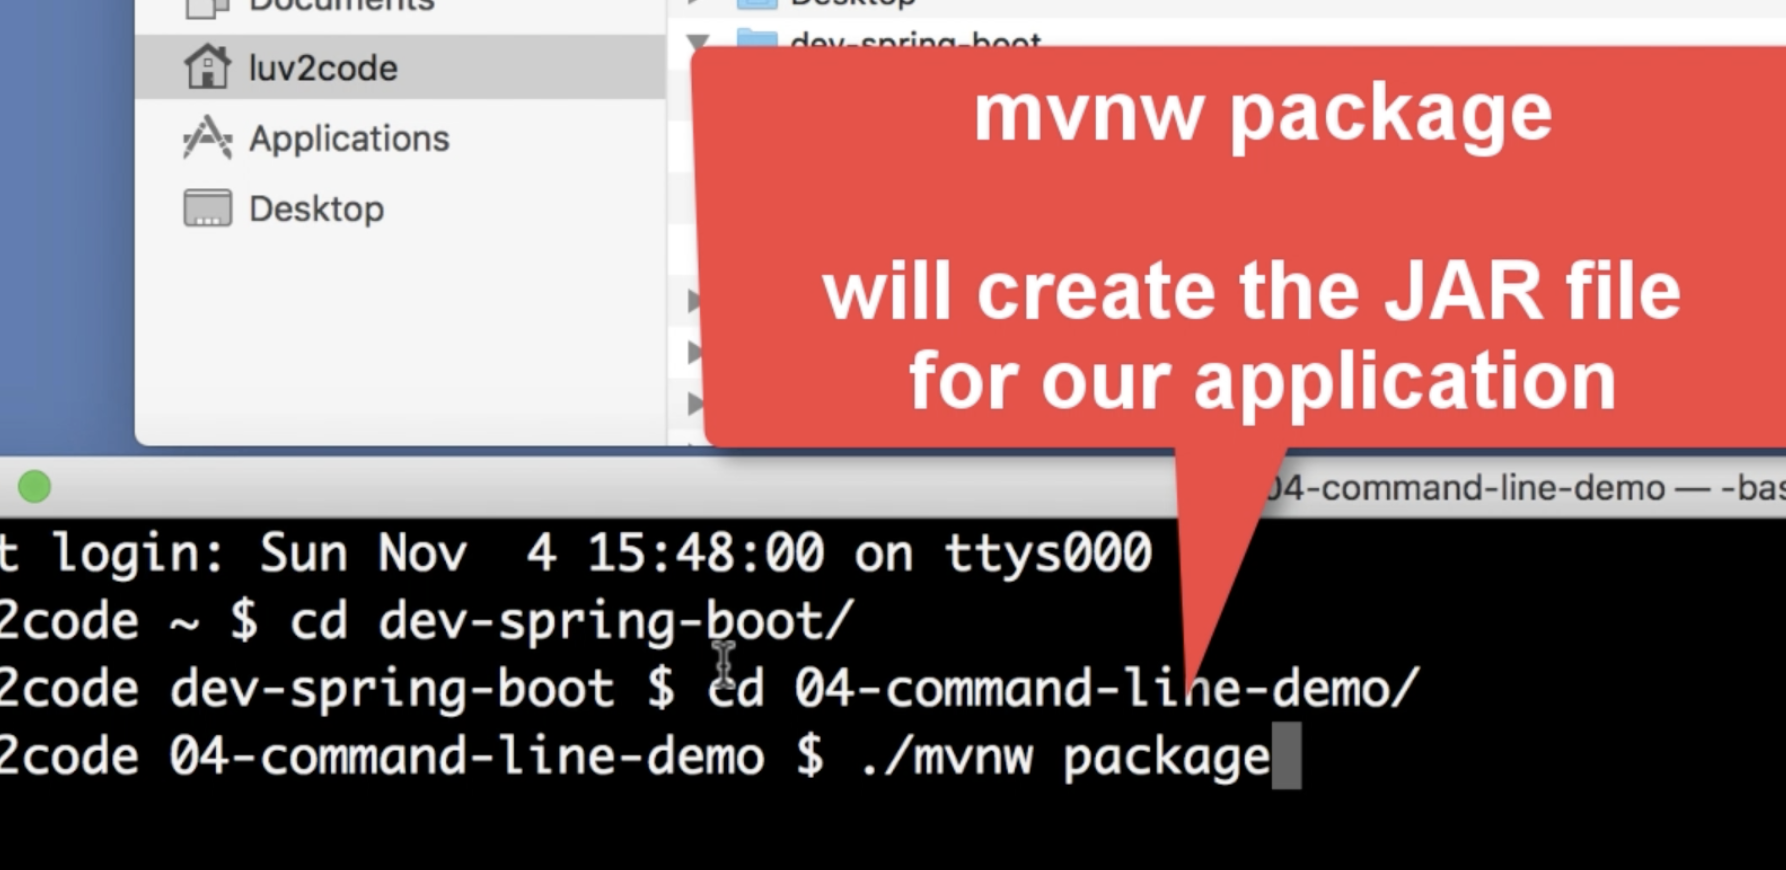 Documents
luv2code
Applications
Desktop
Desktop
dev-spring-boot
mvnw package
will create the JAR file
for our application
04-command-line-demo — -bas
t login: Sun Nov  4 15:48:00 on ttys000
2code ~ $ cd dev-spring-boot/
2code dev-spring-boot $ cd 04-command-line-demo/
2code 04-command-line-demo $ ./mvnw package